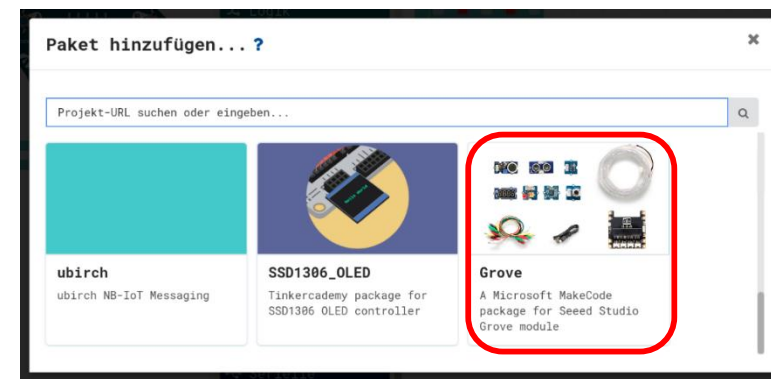 Paket hinzufügen... ?
Projekt-URL suchen oder eingeben...
ubirch
ubirch NB-IoT Messaging
SSD1306_OLED
Tinkercademy package for
SSD1306 OLED controller
Grove
A Microsoft MakeCode
package for Seeed Studio
Grove module